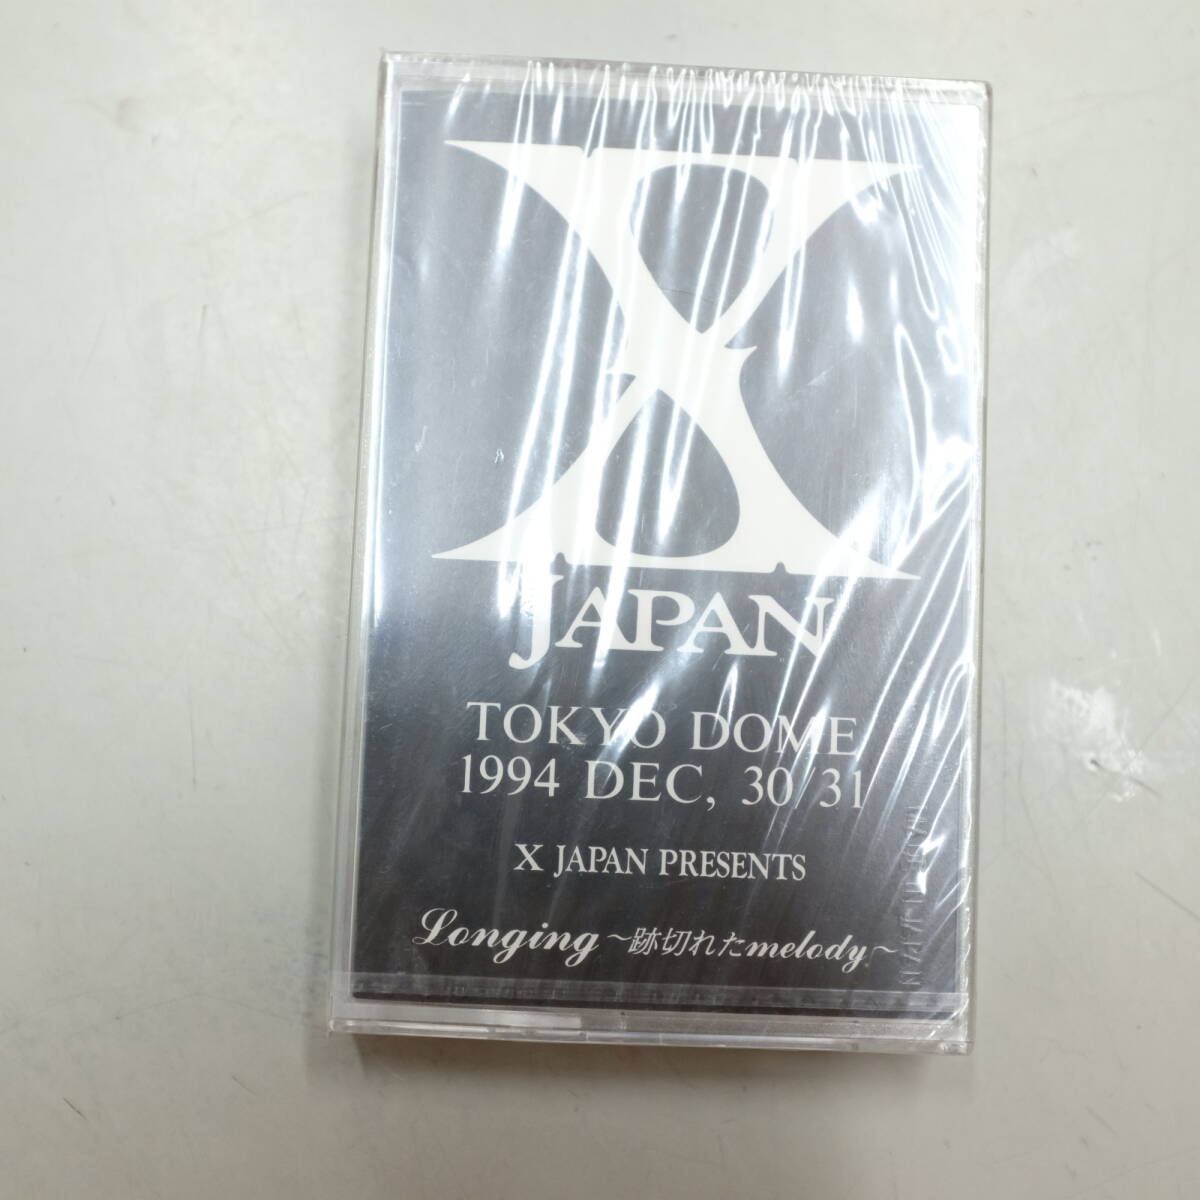 X
JAPAN
TOKYO DOME
1994 DEC, 30/31
X JAPAN PRESENTS
Longing〜跡切れたmelody〜